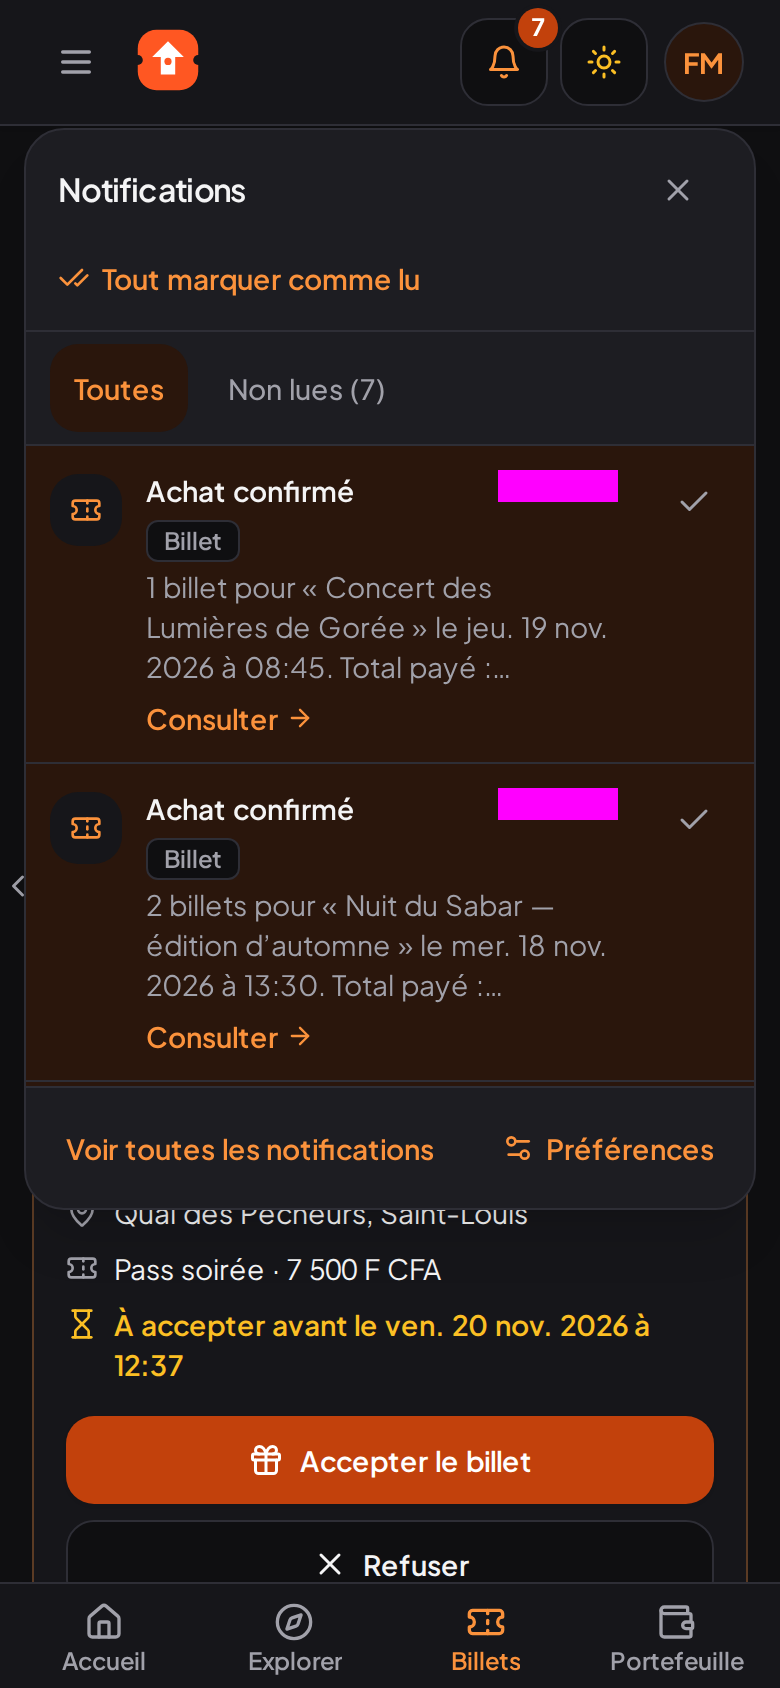 7
FM
Notifications
Tout marquer comme lu
Toutes
Non lues (7)
Achat confirmé
Billet
1 billet pour « Concert des
Lumières de Gorée » le jeu. 19 nov.
2026 à 08:45. Total payé :…
Consulter →
Achat confirmé
Billet
2 billets pour « Nuit du Sabar —
édition d’automne » le mer. 18 nov.
2026 à 13:30. Total payé :…
Consulter →
Voir toutes les notifications
Préférences
Quai des Pêcheurs, Saint-Louis
Pass soirée · 7 500 F CFA
À accepter avant le ven. 20 nov. 2026 à
12:37
Accepter le billet
Refuser
Accueil
Explorer
Billets
Portefeuille